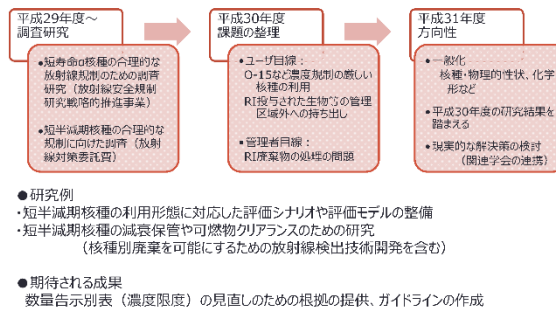 平成29年度～
調査研究
•短寿命α核種の合理的な
放射線規制のための調査
研究（放射線安全規制
研究戦略的推進事業）
•短半減期核種の合理的な
規制に向けた調査（放射
線対策委託費）
平成30年度
課題の整理
•ユーザ目線：
O-15など濃度規制の厳しい
核種の利用
RI投与された生物等の管理
区域外への持ち出し
•管理者目線：
RI廃棄物の処理の問題
平成31年度
方向性
•一般化
核種・物理的性状、化学
形など
•平成30年度の研究結果を
踏まえる
•現実的な解決策の検討
（関連学会の連携）
●研究例
・短半減期核種の利用形態に対応した評価シナリオや評価モデルの整備
・短半減期核種の減衰保管や可燃物クリアランスのための研究
（核種別廃棄を可能にするための放射線検出技術開発を含む）
●期待される成果
数量告示別表（濃度限度）の見直しのための根拠の提供、ガイドラインの作成